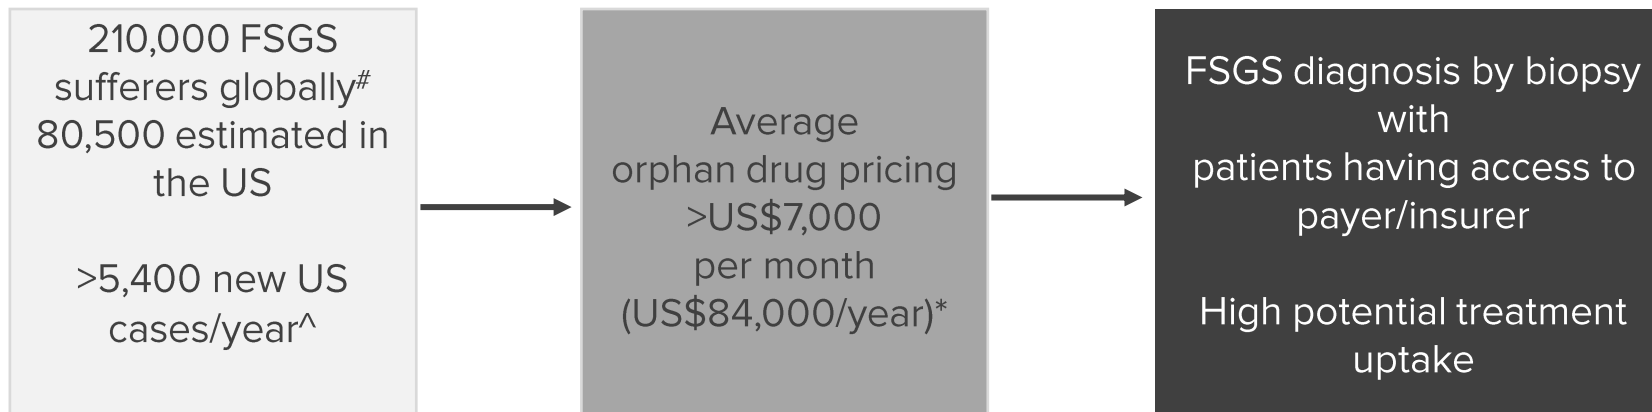 210,000 FSGS
sufferers globally#
80,500 estimated in
the US
>5,400 new US
cases/year^
Average
orphan drug pricing
>US$7,000
per month
(US$84,000/year)*
FSGS diagnosis by biopsy
with
patients having access to
payer/insurer
High potential treatment
uptake